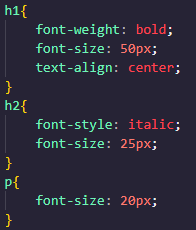 h1{
    font-weight: bold;
    font-size: 50px;
    text-align: center;
}
h2{
    font-style: italic;
    font-size: 25px;
}
p{
    font-size: 20px;
}